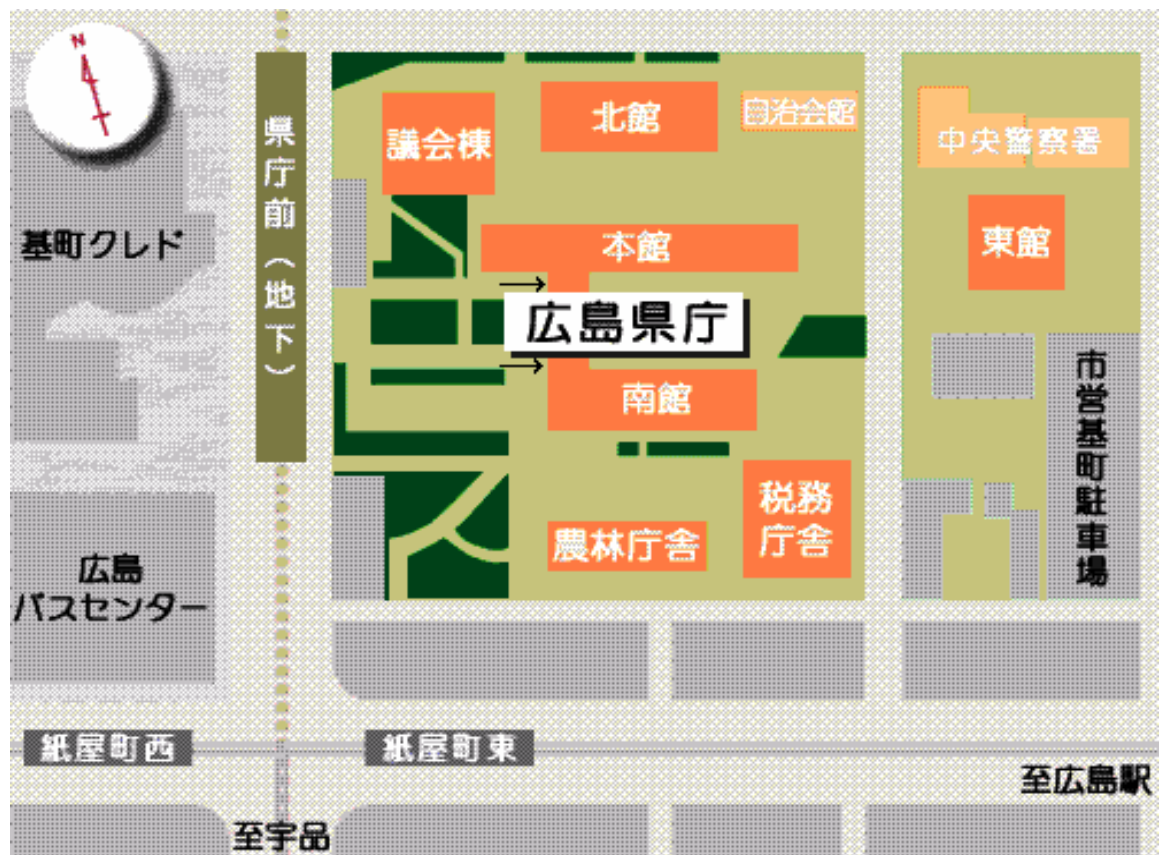 N
県庁前（地下）
議会棟
北館
自治会館
中央警察署
基町クレド
本館
東館
広島県庁
南館
市営基町駐車場
税務
庁舎
農林庁舎
広島
バスセンター
紙屋町西
紙屋町東
至広島駅
至宇品